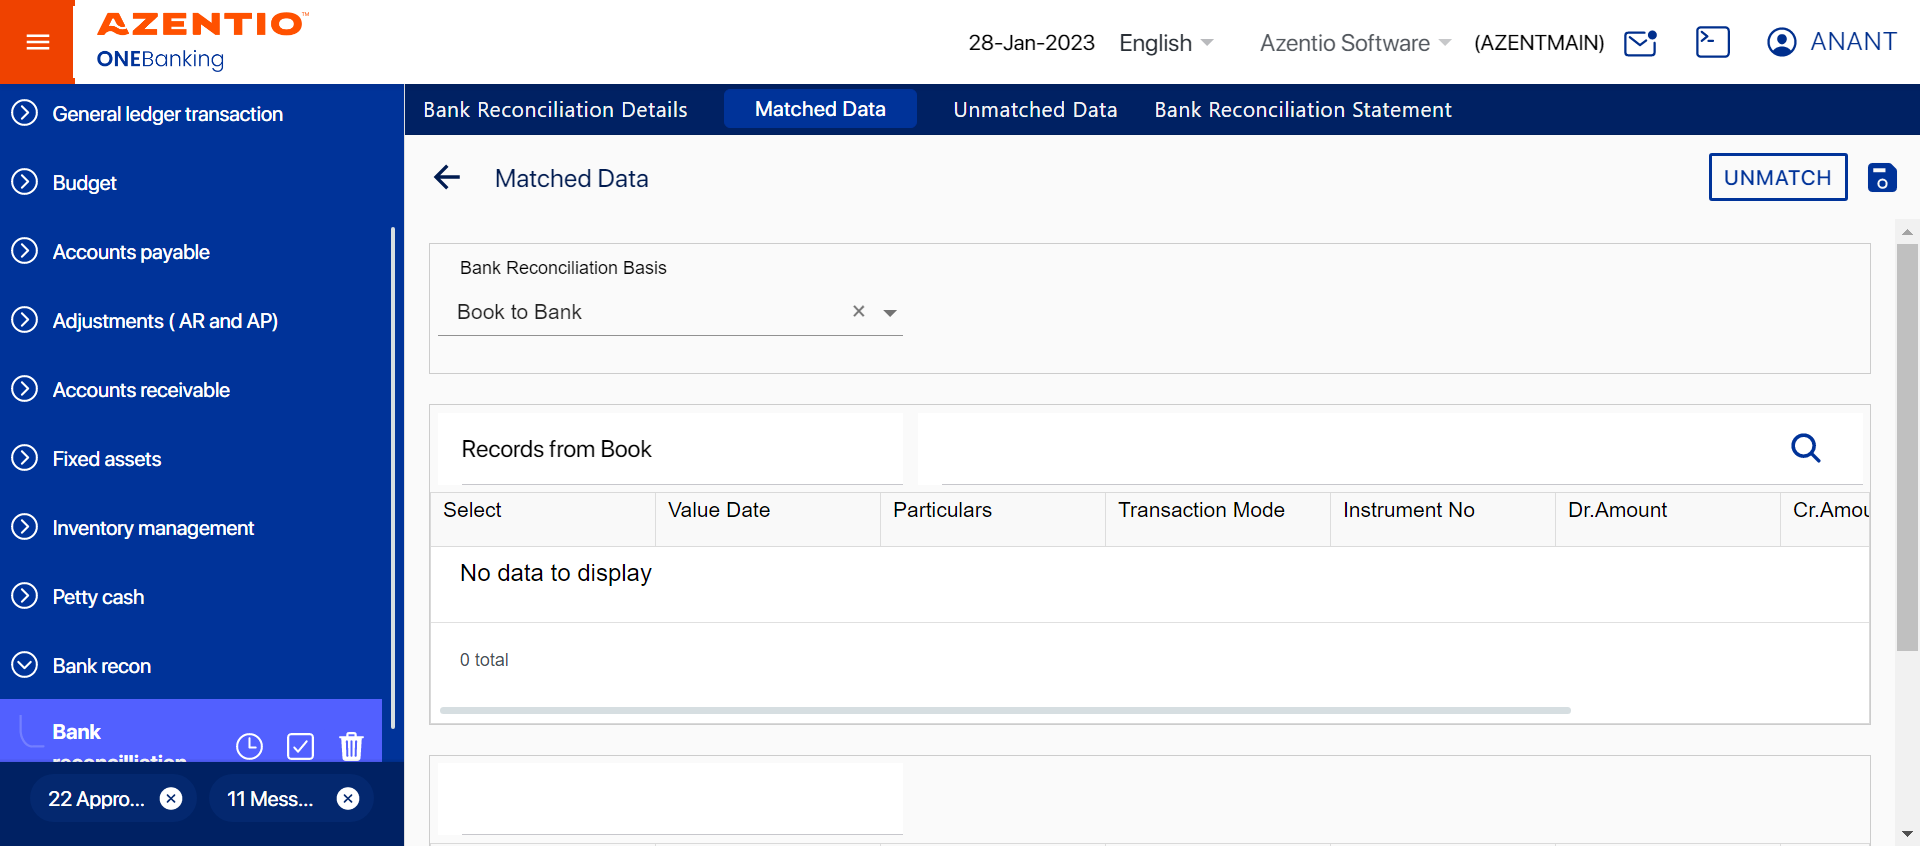 AZENTIO™
ONEBanking
28-Jan-2023
English
Azentio Software
(AZENTMAIN)
ANANT
General ledger transaction
Budget
Accounts payable
Adjustments ( AR and AP)
Accounts receivable
Fixed assets
Inventory management
Petty cash
Bank recon
Bank
reconcilliation
22 Appro...
11 Mess...
Bank Reconciliation Details
Matched Data
Unmatched Data
Bank Reconciliation Statement
Matched Data
UNMATCH
Bank Reconciliation Basis
Book to Bank
Records from Book
Select
Value Date
Particulars
Transaction Mode
Instrument No
Dr.Amount
Cr.Amou
No data to display
0 total